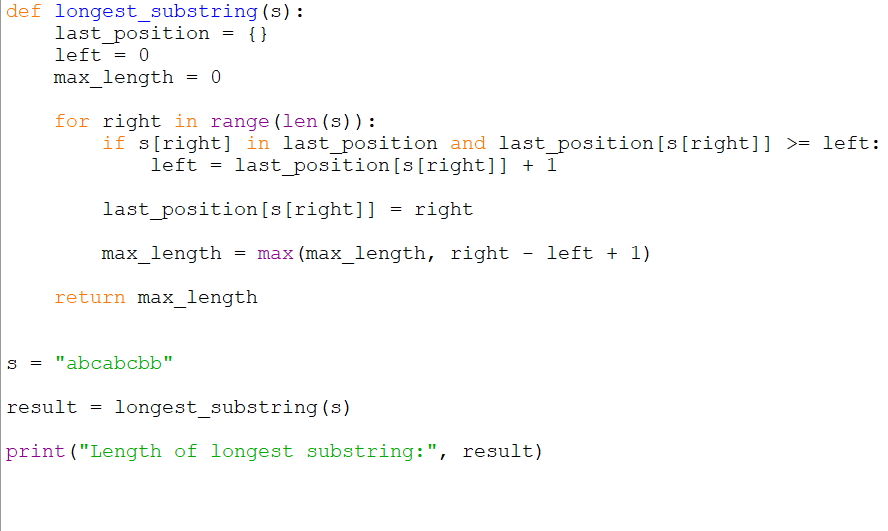 def longest_substring(s):
    last_position = {}
    left = 0
    max_length = 0

    for right in range(len(s)):
        if s[right] in last_position and last_position[s[right]] >= left:
            left = last_position[s[right]] + 1

        last_position[s[right]] = right

        max_length = max(max_length, right - left + 1)

    return max_length


s = "abcabcbb"

result = longest_substring(s)

print("Length of longest substring:", result)